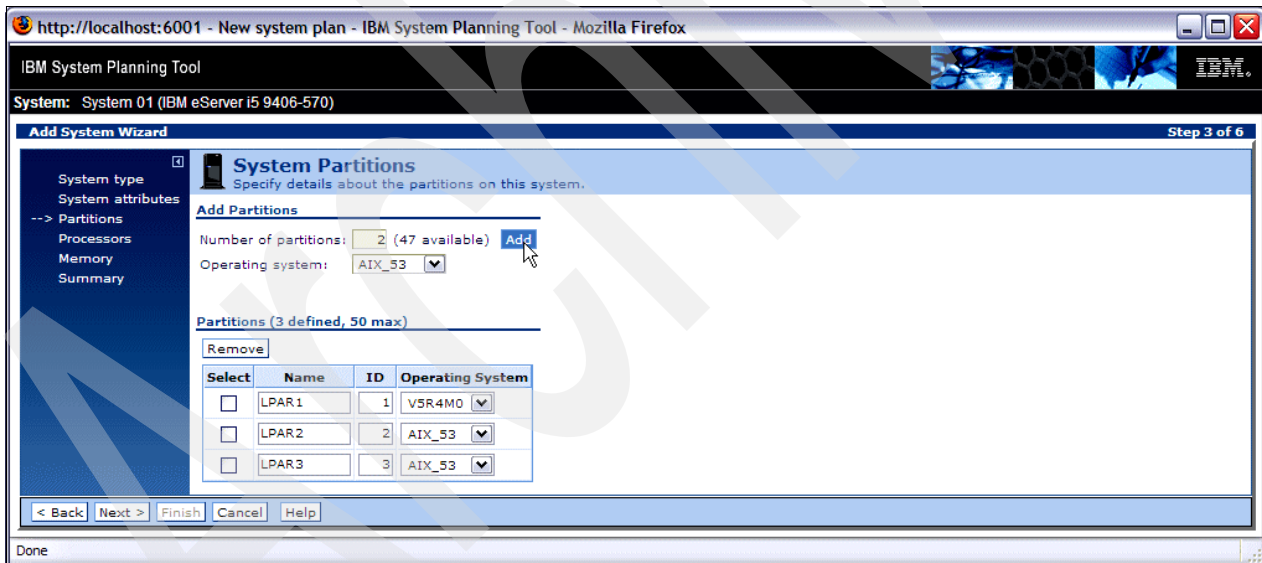 http://localhost:6001 - New system plan - IBM System Planning Tool - Mozilla Firefox
IBM System Planning Tool
IBM.
System: System 01 (IBM eServer i5 9406-570)
Add System Wizard Step 3 of 6
System type
System attributes
--> Partitions
Processors
Memory
Summary
System Partitions
Specify details about the partitions on this system.
Add Partitions
Number of partitions: 2 (47 available) Add
Operating system: AIX_53
Partitions (3 defined, 50 max)
Remove
Select Name ID Operating System
LPAR1 1 V5R4M0
LPAR2 2 AIX_53
LPAR3 3 AIX_53
< Back Next > Finish Cancel Help
Done